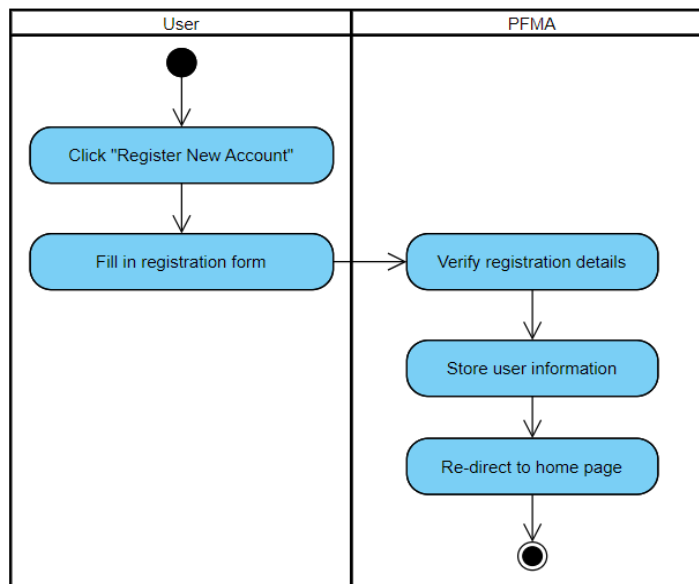 User
PFMA
Click "Register New Account"
Fill in registration form
Verify registration details
Store user information
Re-direct to home page